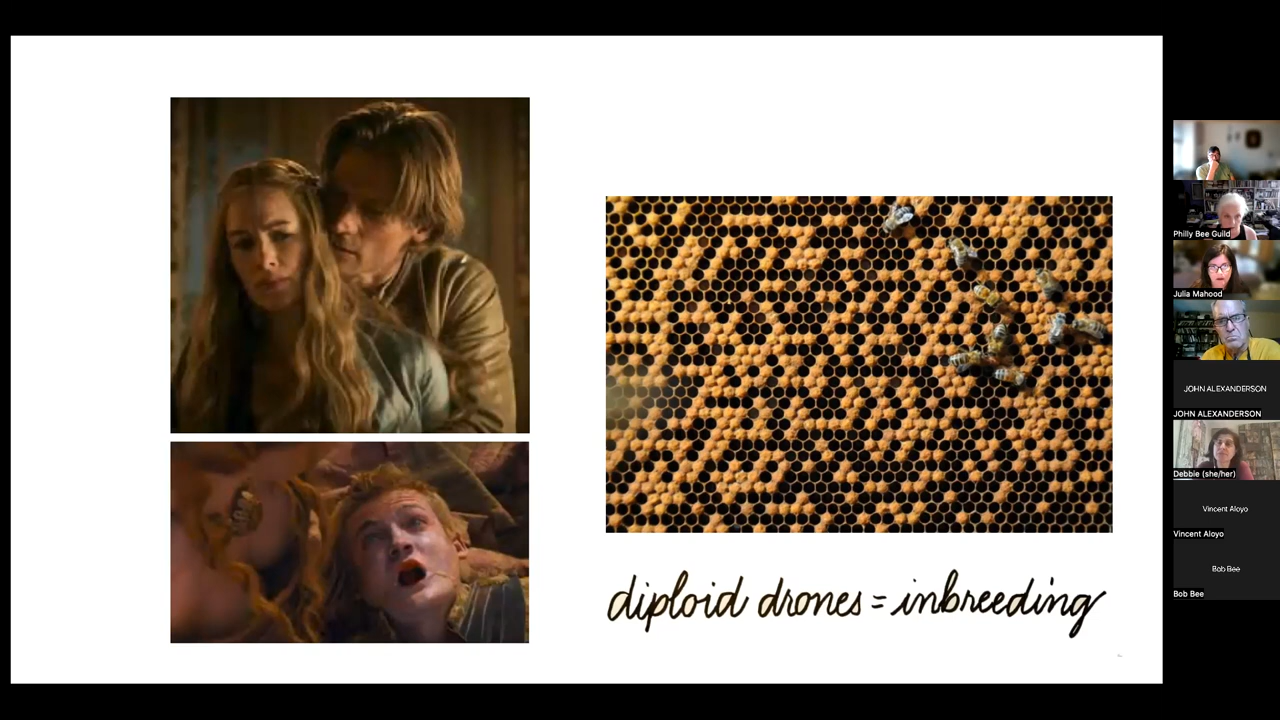 diploid drones = inbreeding
Philly Bee Guild
Julia Mahood
JOHN ALEXANDERSON
JOHN ALEXANDERSON
Debbie (she/her)
Vincent Aloyo
Vincent Aloyo
Bob Bee
Bob Bee